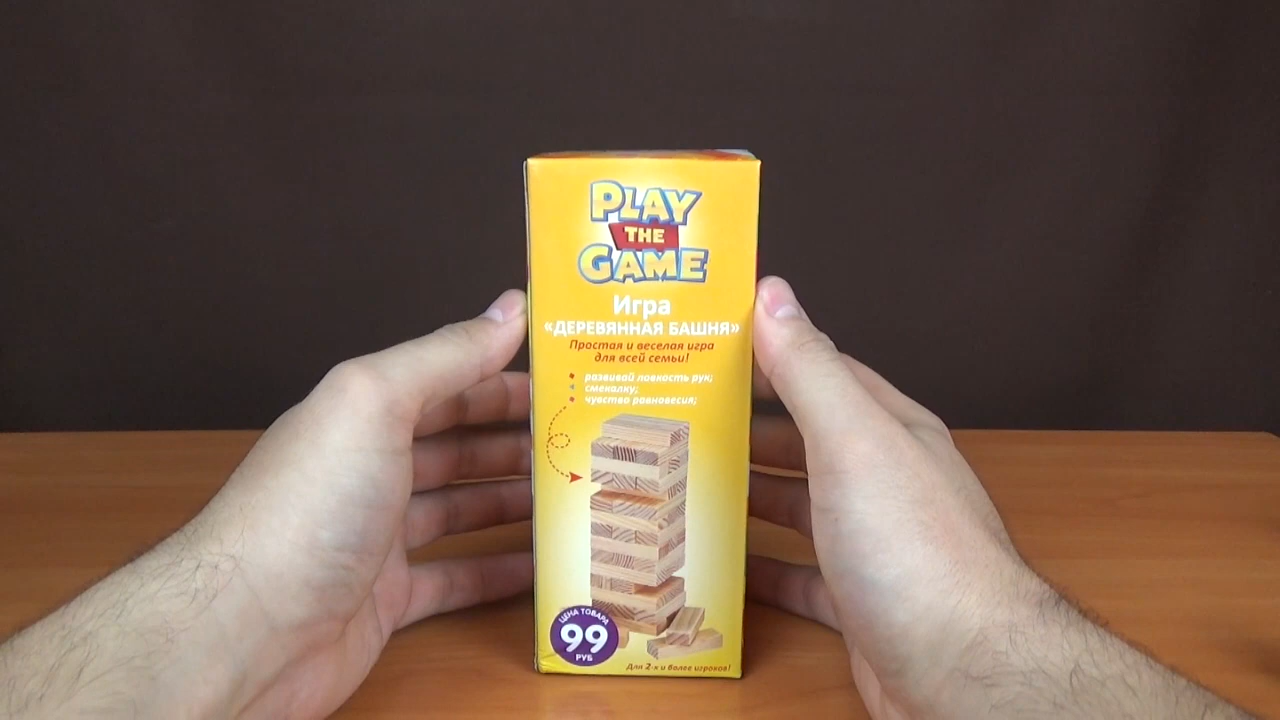 PLAY
THE
GAME
Игра
«ДЕРЕВЯННАЯ БАШНЯ»
Простая и веселая игра
для всей семьи!
развивай ловкость рук;
смекалку;
чувство равновесия;
ЦЕНА ТОВАРА
99
РУБ
Для 2-х и более игроков!